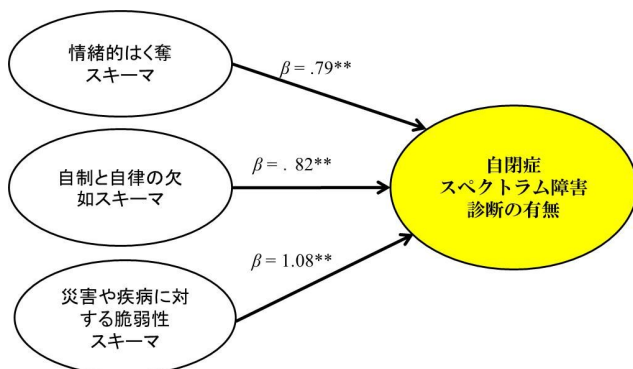 情緒的はく奪
スキーマ
β = .79**
自制と自律の欠
如スキーマ
β = . 82**
自閉症
スペクトラム障害
診断の有無
災害や疾病に対
する脆弱性
スキーマ
β = 1.08**